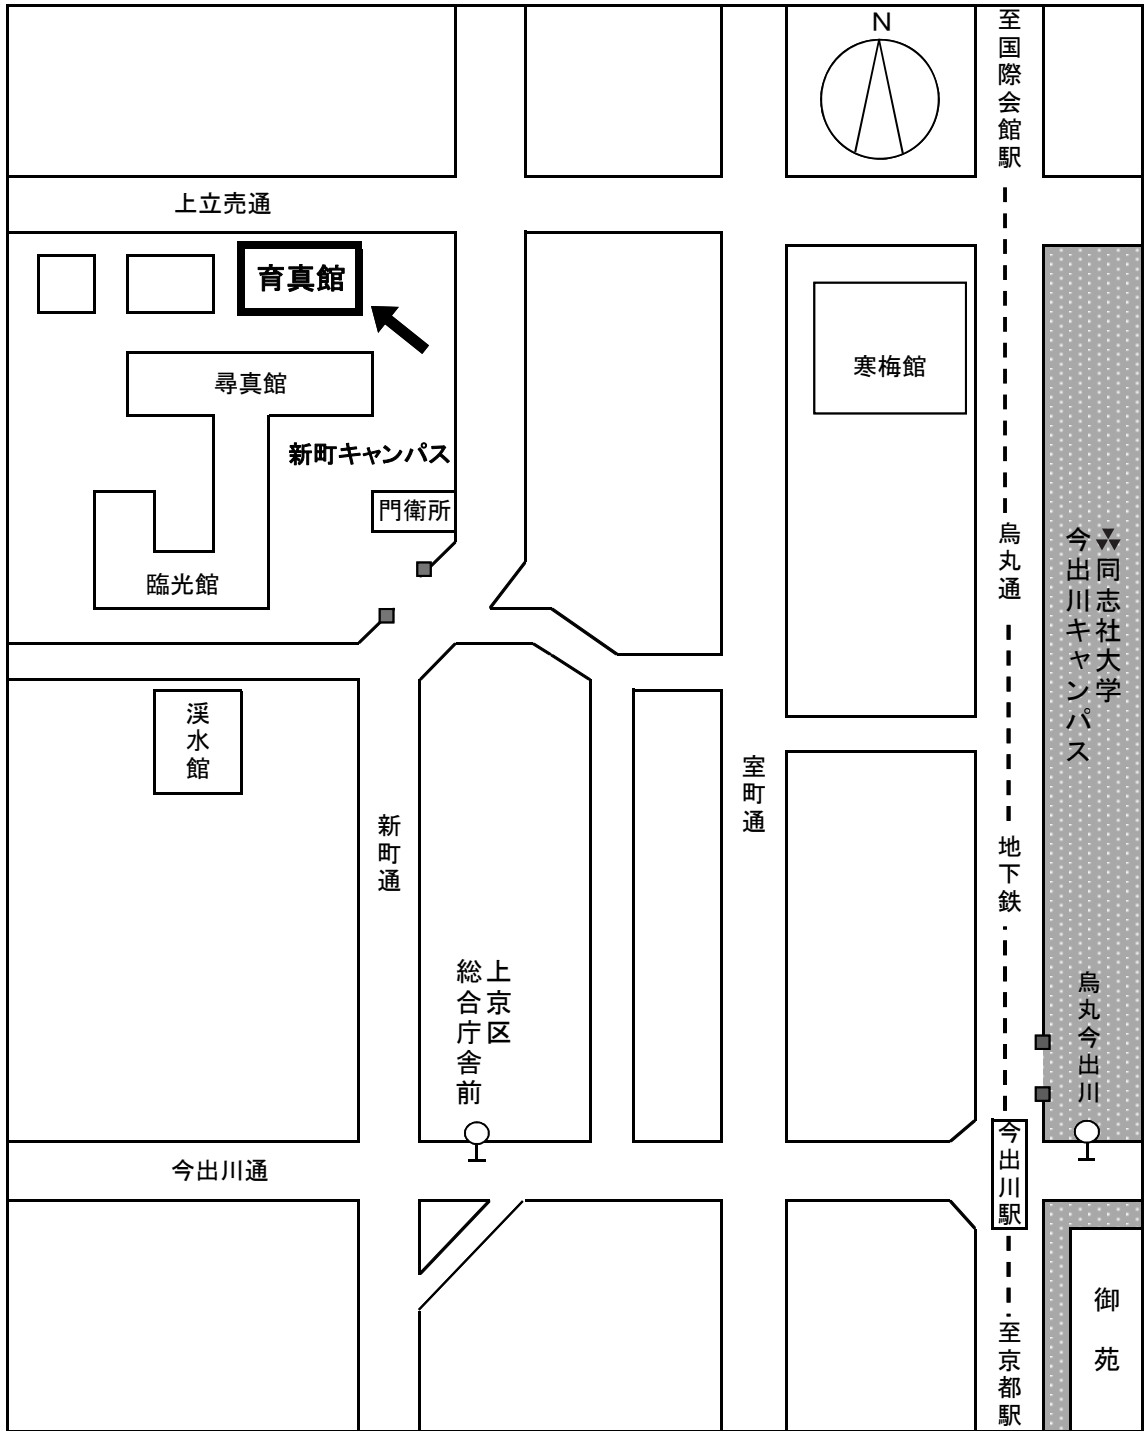 N
至国際会館駅
上立売通
育真館
寒梅館
尋真館
新町キャンパス
門衛所
臨光館
烏丸通
同志社大学
今出川キャンパス
渓水館
室町通
新町通
地下鉄
上京区
総合庁舎前
烏丸今出川
今出川駅
今出川通
御苑
至京都駅